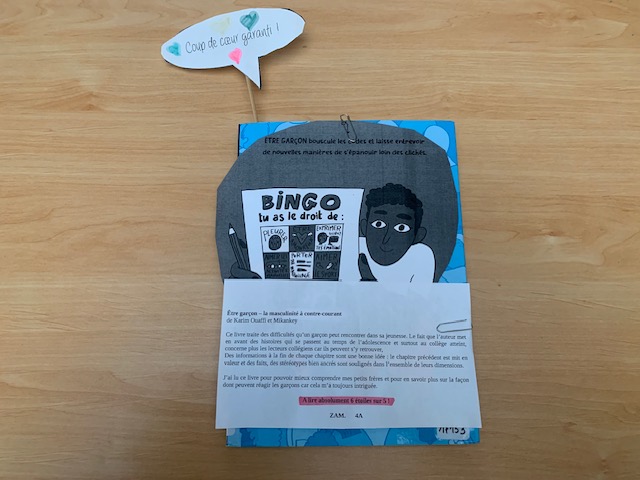 Coup de cœur garanti !
ÊTRE GARÇON bouscule les codes et laisse entrevoir
de nouvelles manières de s'épanouir loin des clichés.
BINGO
tu as le droit de :
PLEURER
EXPRIMER
TES ÉMOTIONS
PORTER
Être garçon – la masculinité à contre-courant
de Karim Ouaffi et Mikankey
Ce livre traite des difficultés qu'un garçon peut rencontrer dans sa jeunesse. Le fait que l'auteur met
en avant des histoires qui se passent au temps de l'adolescence et surtout au collège atteint,
concerne plus les lecteurs collégiens car ils peuvent s'y retrouver,
Des informations à la fin de chaque chapitre sont une bonne idée : le chapitre précédent est mit en
valeur et des faits, des stéréotypes bien ancrés sont soulignés dans l'ensemble de leurs dimensions.
J'ai lu ce livre pour pouvoir mieux comprendre mes petits frères et pour en savoir plus sur la façon
dont peuvent réagir les garçons car cela m'a toujours intriguée.
A lire absolument 6 étoiles sur 5 !
ZAM. 4A